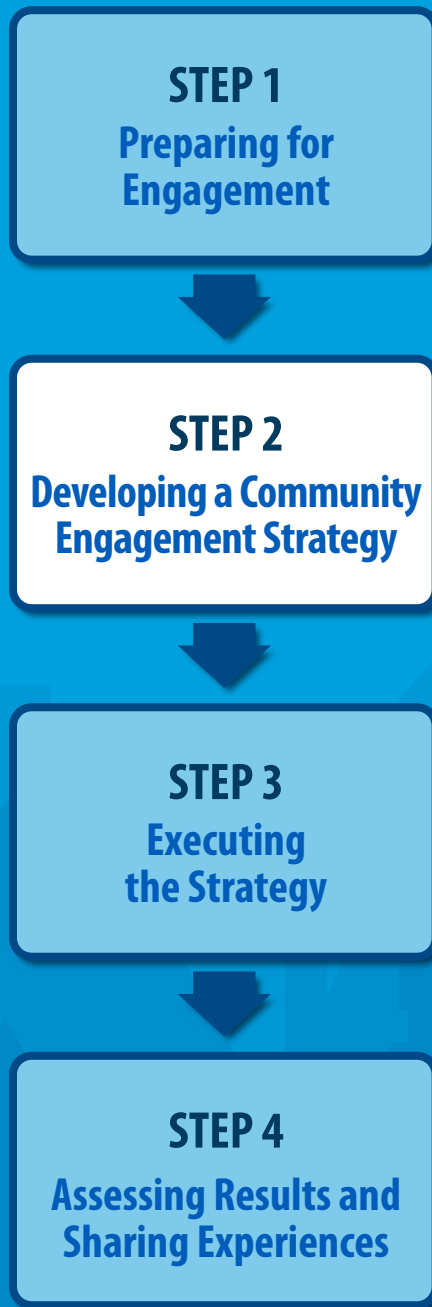 STEP 1
Preparing for
Engagement
STEP 2
Developing a Community
Engagement Strategy
STEP 3
Executing
the Strategy
STEP 4
Assessing Results and
Sharing Experiences